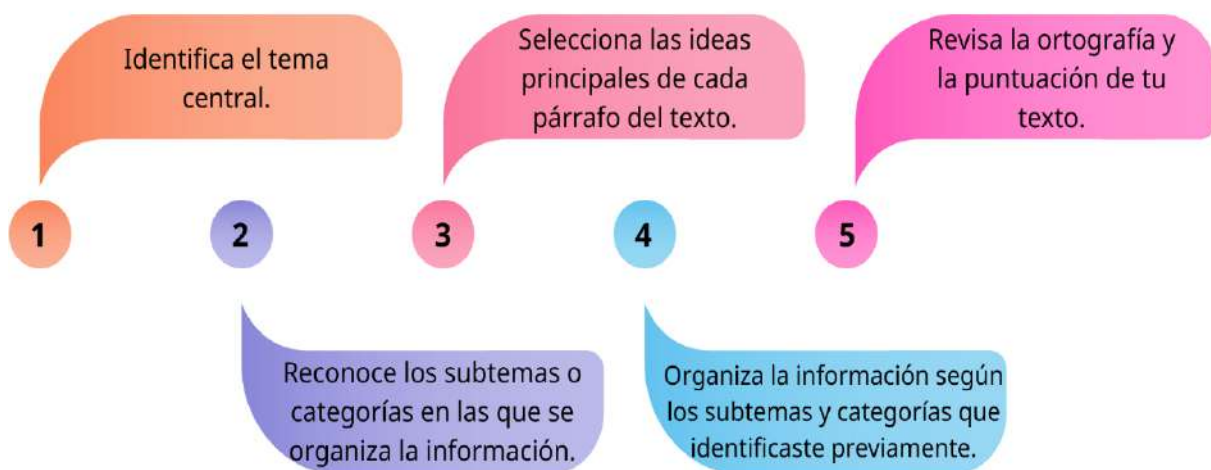 Identifica el tema
central.
Selecciona las ideas
principales de cada
párrafo del texto.
Revisa la ortografía y
la puntuación de tu
texto.
1
2
3
4
5
Reconoce los subtemas o
categorías en las que se
organiza la información.
Organiza la información según
los subtemas y categorías que
identificaste previamente.